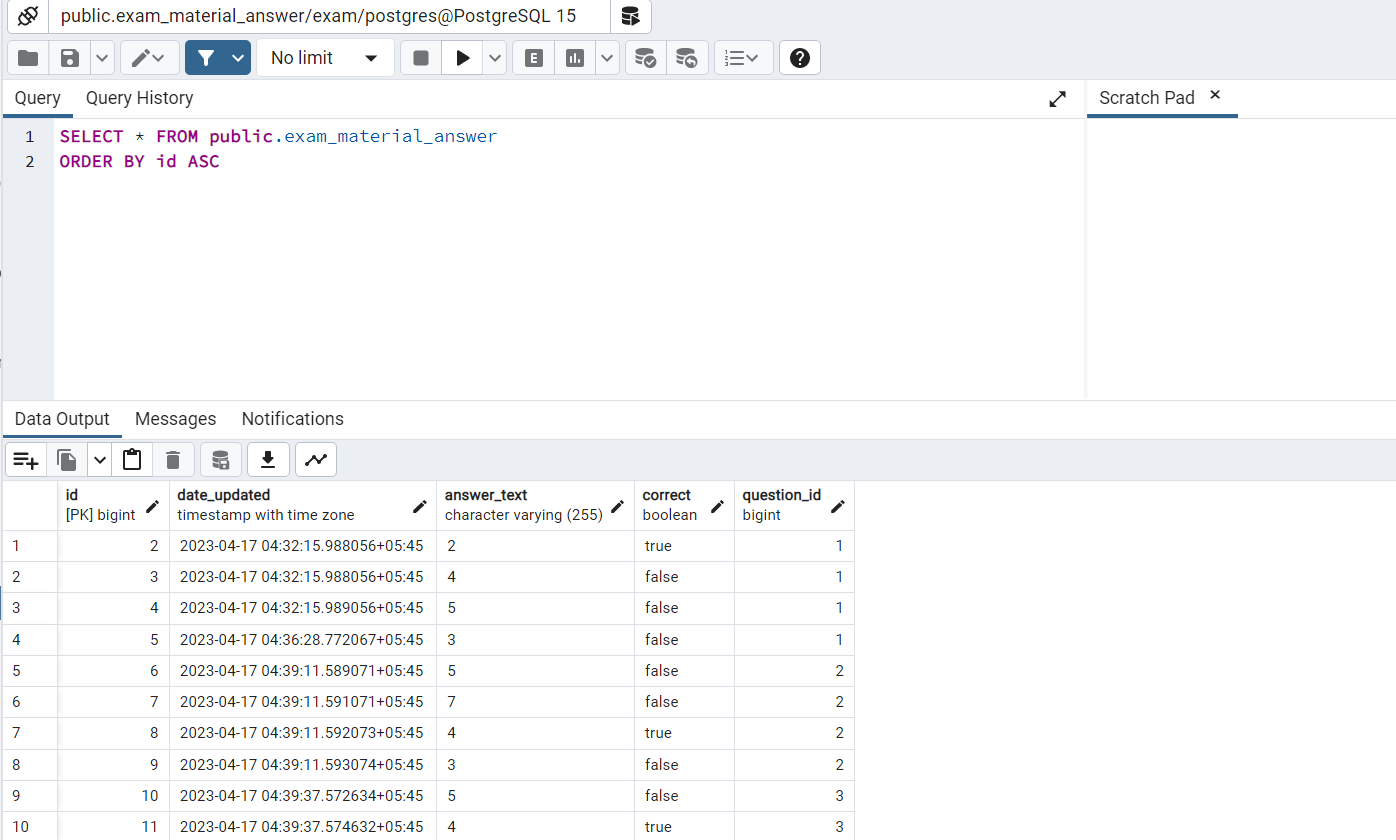 public.exam_material_answer/exam/postgres@PostgreSQL 15
No limit
E
Query Query History
Scratch Pad
1 SELECT * FROM public.exam_material_answer
2 ORDER BY id ASC
Data Output Messages Notifications
id date_updated answer_text correct question_id
[PK] bigint timestamp with time zone character varying (255) boolean bigint
1 2 2023-04-17 04:32:15.988056+05:45 2 true 1
2 3 2023-04-17 04:32:15.988056+05:45 4 false 1
3 4 2023-04-17 04:32:15.989056+05:45 5 false 1
4 5 2023-04-17 04:36:28.772067+05:45 3 false 1
5 6 2023-04-17 04:39:11.589071+05:45 5 false 2
6 7 2023-04-17 04:39:11.591071+05:45 7 false 2
7 8 2023-04-17 04:39:11.592073+05:45 4 true 2
8 9 2023-04-17 04:39:11.593074+05:45 3 false 2
9 10 2023-04-17 04:39:37.572634+05:45 5 false 3
10 11 2023-04-17 04:39:37.574632+05:45 4 true 3